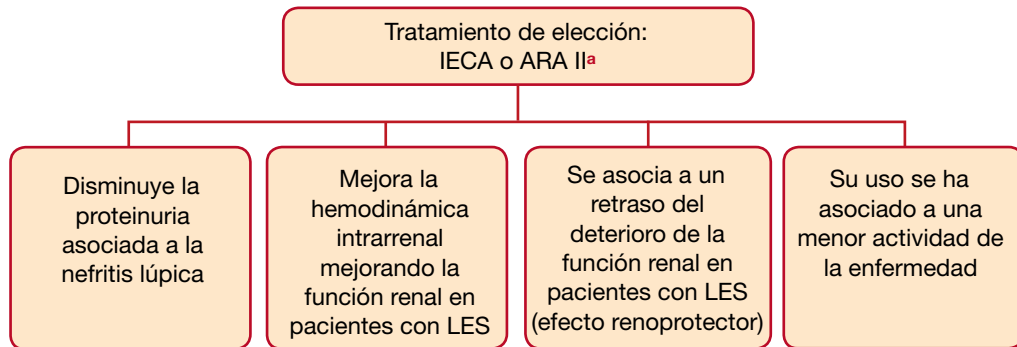 Tratamiento de elección:
IECA o ARA IIª
Disminuye la
proteinuria
asociada a la
nefritis lúpica
Mejora la
hemodinámica
intrarrenal
mejorando la
función renal en
pacientes con LES
Se asocia a un
retraso del
deterioro de la
función renal en
pacientes con LES
(efecto renoprotector)
Su uso se ha
asociado a una
menor actividad de
la enfermedad